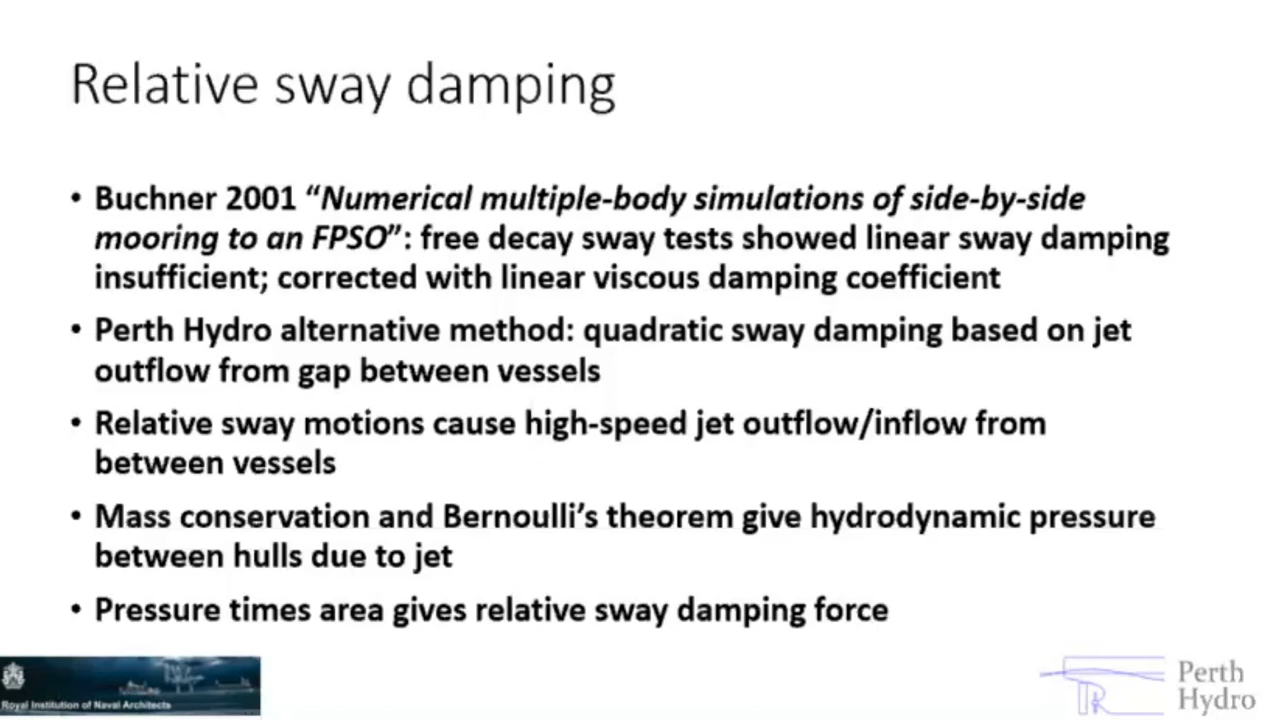 Relative sway damping
• Buchner 2001 “Numerical multiple-body simulations of side-by-side
mooring to an FPSO”: free decay sway tests showed linear sway damping
insufficient; corrected with linear viscous damping coefficient
• Perth Hydro alternative method: quadratic sway damping based on jet
outflow from gap between vessels
• Relative sway motions cause high-speed jet outflow/inflow from
between vessels
• Mass conservation and Bernoulli’s theorem give hydrodynamic pressure
between hulls due to jet
• Pressure times area gives relative sway damping force
Royal Institution of Naval Architects
Perth
Hydro